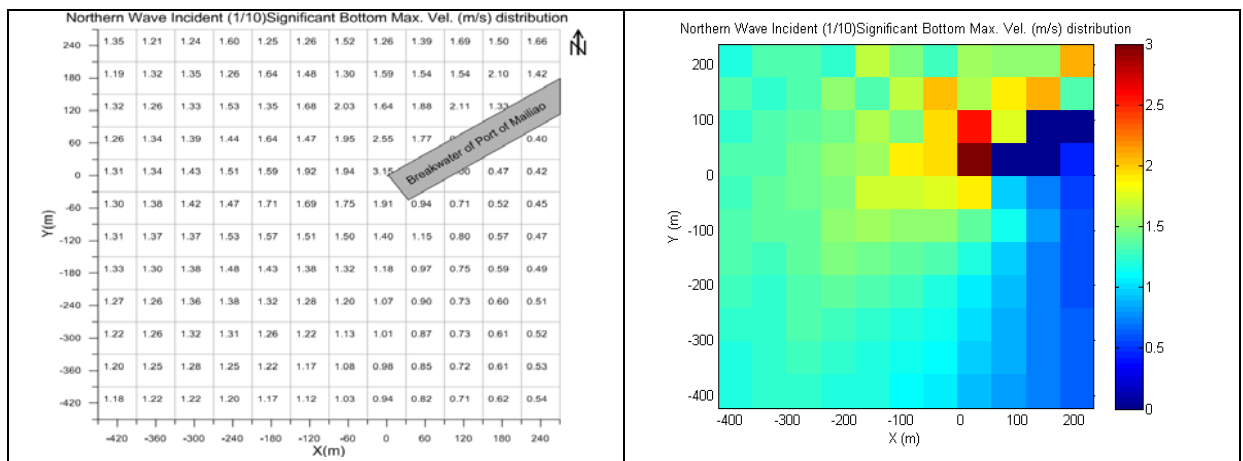 Northern Wave Incident (1/10)Significant Bottom Max. Vel. (m/s) distribution
N
240 1.35 1.21 1.24 1.60 1.25 1.26 1.52 1.26 1.39 1.69 1.50 1.66
180 1.19 1.32 1.35 1.26 1.64 1.48 1.30 1.59 1.54 1.54 2.10 1.42
120 1.32 1.26 1.33 1.53 1.35 1.68 2.03 1.64 1.88 2.11 1.33
60 1.26 1.34 1.39 1.44 1.64 1.47 1.95 2.55 1.77 0.40
0 1.31 1.34 1.43 1.51 1.59 1.92 1.94 3.15 0.47 0.42
-60 1.30 1.38 1.42 1.47 1.71 1.69 1.75 1.91 0.94 0.71 0.52 0.45
-120 1.31 1.37 1.37 1.53 1.57 1.51 1.50 1.40 1.15 0.80 0.57 0.47
-180 1.33 1.30 1.38 1.48 1.43 1.38 1.32 1.18 0.97 0.75 0.59 0.49
-240 1.27 1.26 1.36 1.38 1.32 1.28 1.20 1.07 0.90 0.73 0.60 0.51
-300 1.22 1.26 1.32 1.31 1.26 1.22 1.13 1.01 0.87 0.73 0.61 0.52
-360 1.20 1.25 1.28 1.25 1.22 1.17 1.08 0.98 0.85 0.72 0.61 0.53
-420 1.18 1.22 1.22 1.20 1.17 1.12 1.03 0.94 0.82 0.71 0.62 0.54
Breakwater of Port of Mailiao
Y(m)
-420 -360 -300 -240 -180 -120 -60 0 60 120 180 240
X(m)
Northern Wave Incident (1/10)Significant Bottom Max. Vel. (m/s) distribution
200
100
0
-100
-200
-300
-400
Y (m)
-400 -300 -200 -100 0 100 200
X (m)
3
2.5
2
1.5
1
0.5
0